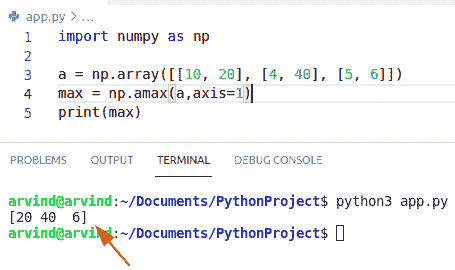 app.py > ...
1 import numpy as np
2
3 a = np.array([[10, 20], [4, 40], [5, 6]])
4 max = np.amax(a,axis=1)
5 print(max)
PROBLEMS OUTPUT TERMINAL DEBUG CONSOLE
arvind@arvind:~/Documents/PythonProject$ python3 app.py
[20 40  6]
arvind@arvind:~/Documents/PythonProject$